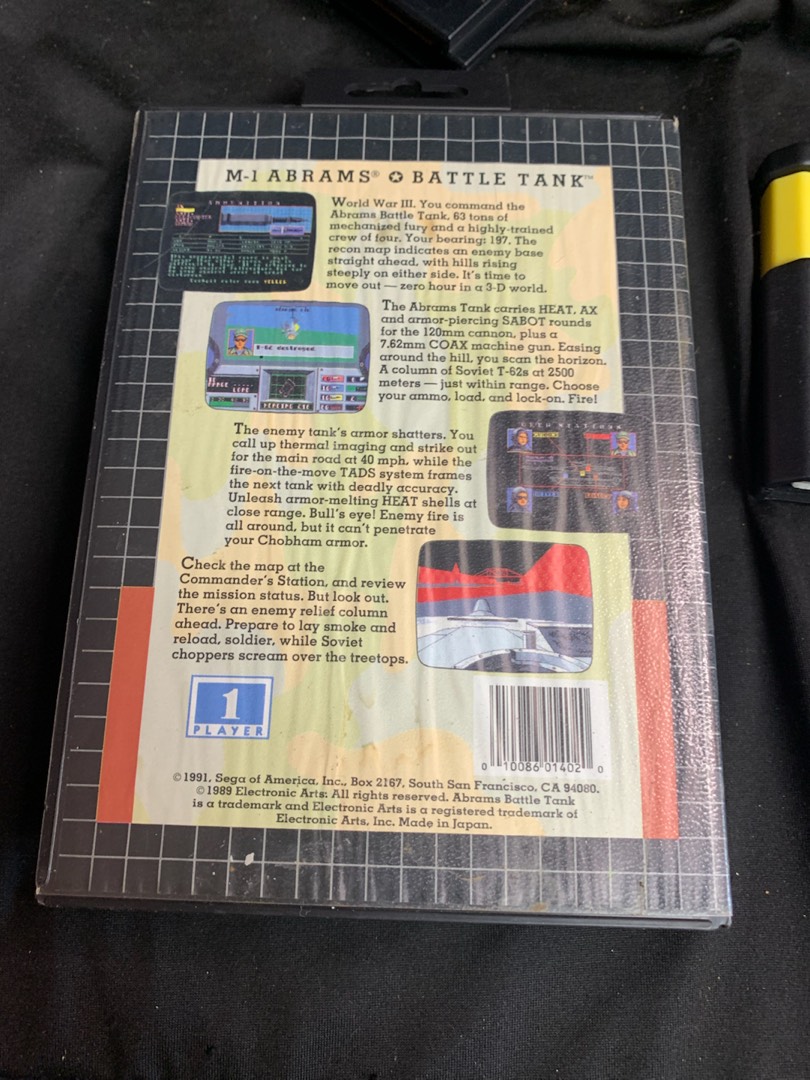 M-1 ABRAMS® ✪ BATTLE TANK™
World War III. You command the
Abrams Battle Tank, 63 tons of
mechanized fury and a highly-trained
crew of four. Your bearing: 197. The
recon map indicates an enemy base
straight ahead, with hills rising
steeply on either side. It's time to
move out — zero hour in a 3-D world.
The Abrams Tank carries HEAT, AX
and armor-piercing SABOT rounds
for the 120mm cannon, plus a
7.62mm COAX machine gun. Easing
around the hill, you scan the horizon.
A column of Soviet T-62s at 2500
meters — just within range. Choose
your ammo, load, and lock-on. Fire!
The enemy tank's armor shatters. You
call up thermal imaging and strike out
for the main road at 40 mph, while the
fire-on-the-move TADS system frames
the next tank with deadly accuracy.
Unleash armor-melting HEAT shells at
close range. Bull's eye! Enemy fire is
all around, but it can't penetrate
your Chobham armor.
Check the map at the
Commander's Station, and review
the mission status. But look out.
There's an enemy relief column
ahead. Prepare to lay smoke and
reload, soldier, while Soviet
choppers scream over the treetops.
1
PLAYER
0 10086 01402 0
©1991, Sega of America, Inc., Box 2167, South San Francisco, CA 94080.
©1989 Electronic Arts. All rights reserved. Abrams Battle Tank
is a trademark and Electronic Arts is a registered trademark of
Electronic Arts, Inc. Made in Japan.